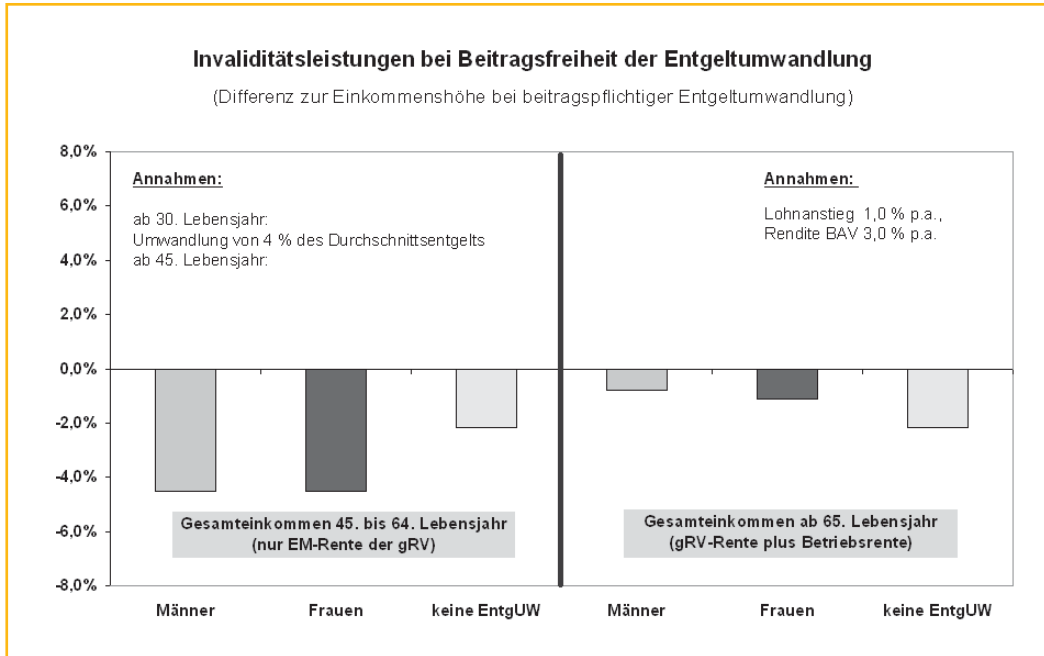 Invaliditätsleistungen bei Beitragsfreiheit der Entgeltumwandlung
(Differenz zur Einkommenshöhe bei beitragspflichtiger Entgeltumwandlung)
8,0%
6,0%
4,0%
2,0%
0,0%
-2,0%
-4,0%
-6,0%
-8,0%
Annahmen:
ab 30. Lebensjahr:
Umwandlung von 4 % des Durchschnittsentgelts
ab 45. Lebensjahr:
Annahmen:
Lohnanstieg 1,0 % p.a.,
Rendite BAV 3,0 % p.a.
Gesamteinkommen 45. bis 64. Lebensjahr
(nur EM-Rente der gRV)
Gesamteinkommen ab 65. Lebensjahr
(gRV-Rente plus Betriebsrente)
Männer Frauen keine EntgUW Männer Frauen keine EntgUW